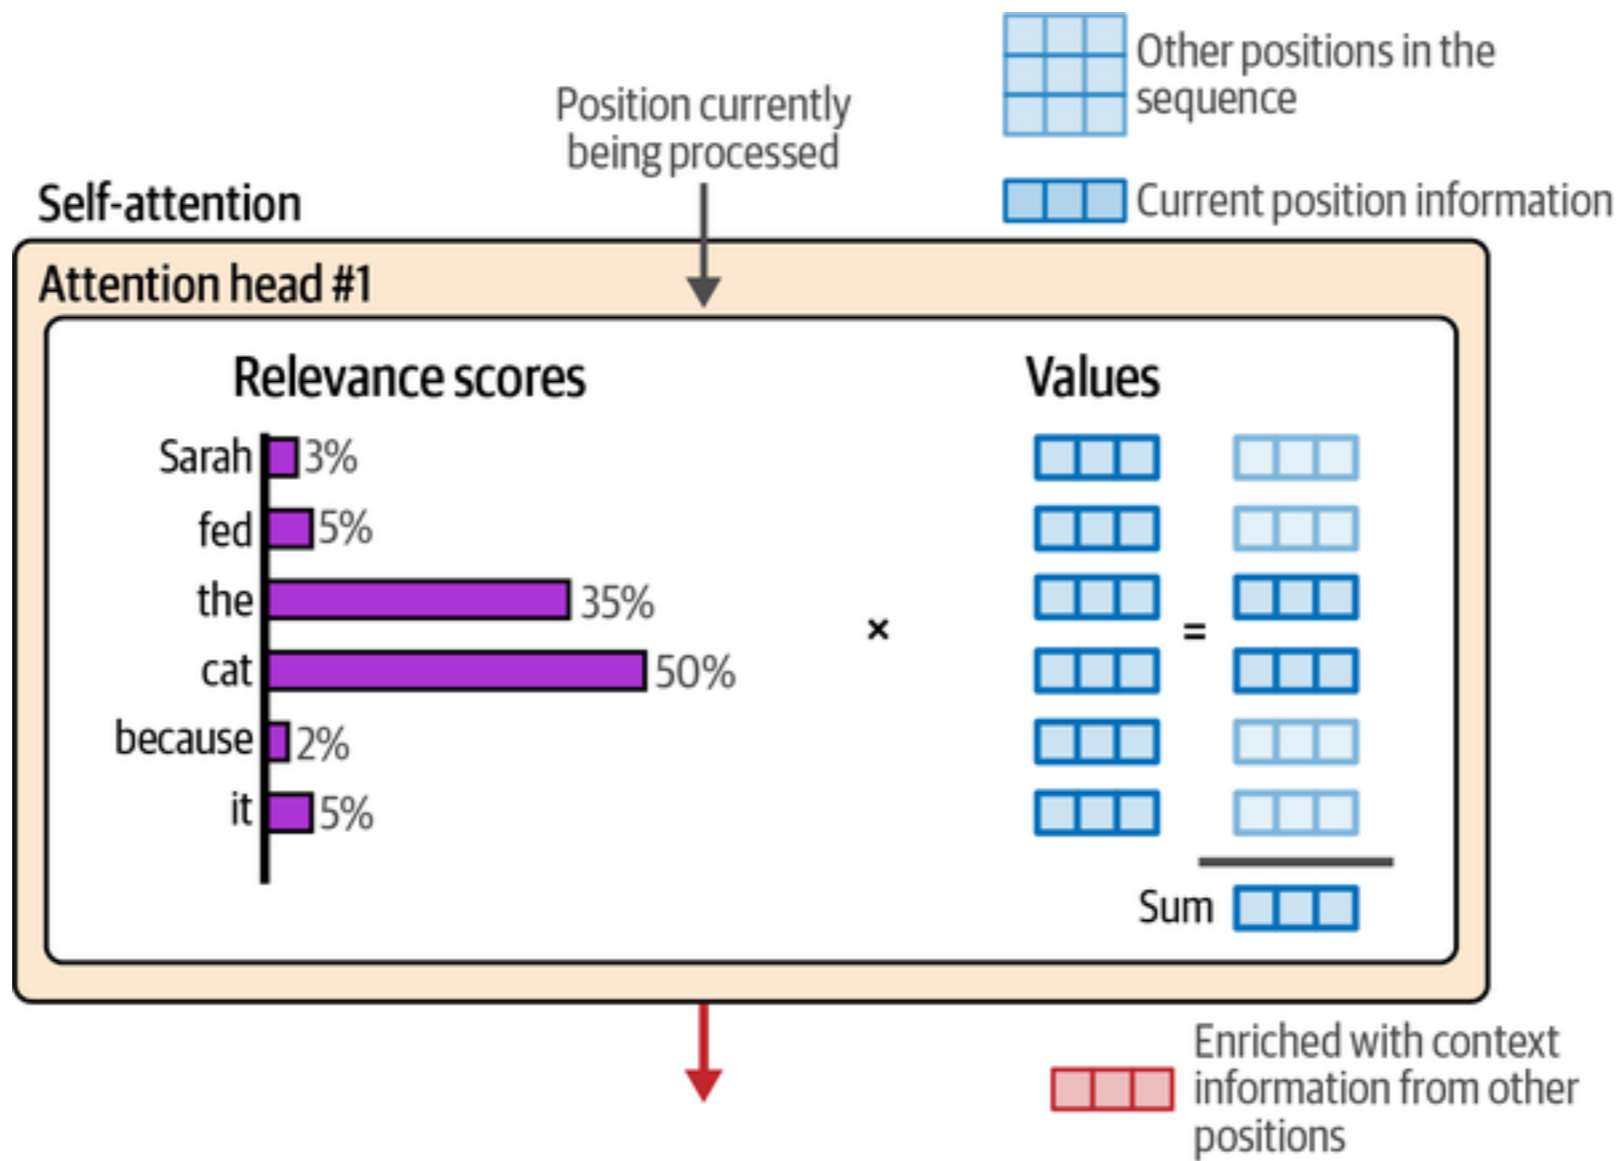 Other positions in the
sequence
Position currently
being processed
Current position information
Self-attention
Attention head #1
Relevance scores
Values
Sarah 3%
fed 5%
the 35%
cat 50%
because 2%
it 5%
×
=
Sum
Enriched with context
information from other
positions